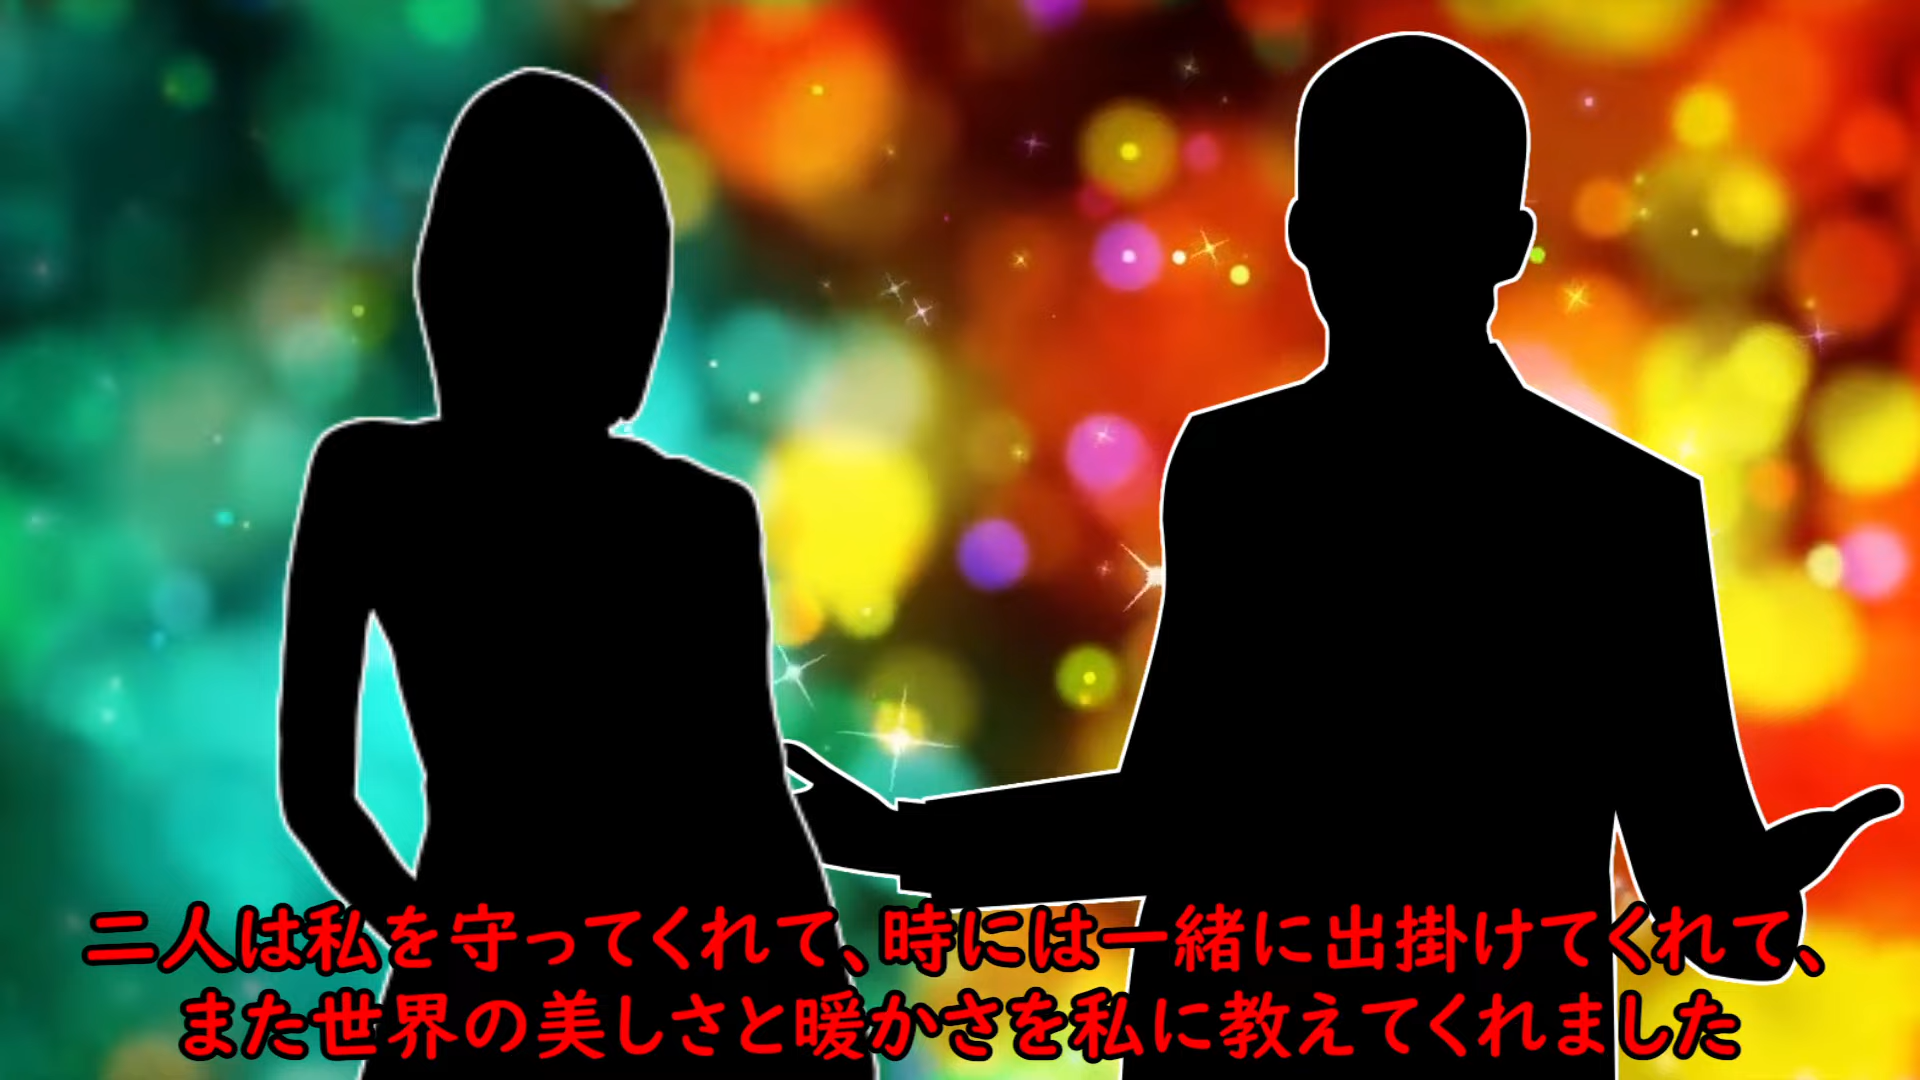 二人は私を守ってくれて、時には一緒に出掛けてくれて、
また世界の美しさと暖かさを私に教えてくれました